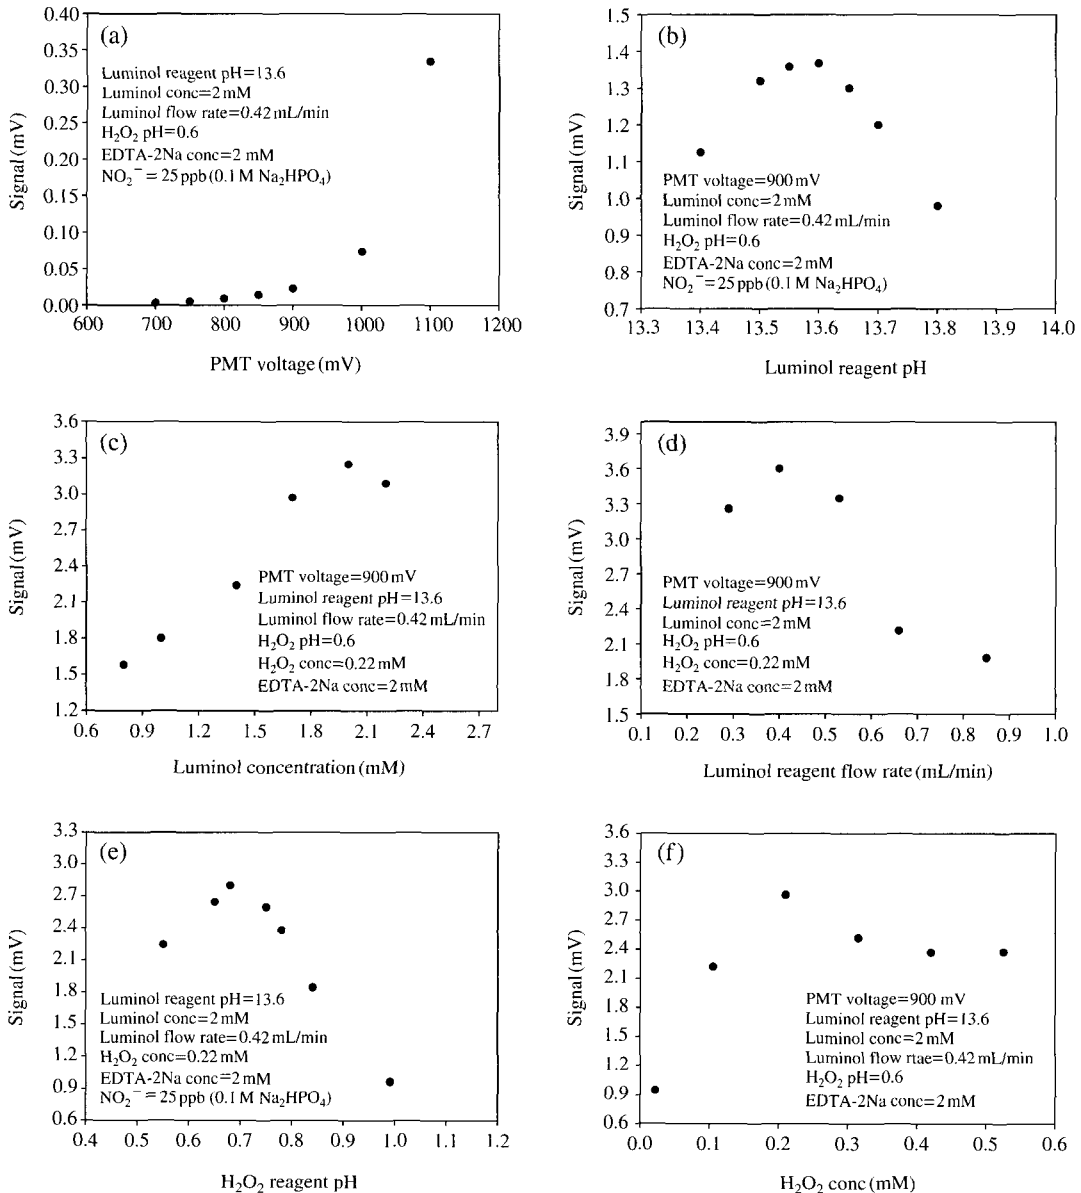 (a)
Luminol reagent pH=13.6
Luminol conc=2 mM
Luminol flow rate=0.42 mL/min
H₂O₂ pH=0.6
EDTA-2Na conc=2 mM
NO₂⁻ = 25 ppb (0.1 M Na₂HPO₄)
Signal (mV)
0.40
0.35
0.30
0.25
0.20
0.15
0.10
0.05
0.00
600 700 800 900 1000 1100 1200
PMT voltage (mV)
(b)
PMT voltage=900 mV
Luminol conc=2 mM
Luminol flow rate=0.42 mL/min
H₂O₂ pH=0.6
EDTA-2Na conc=2 mM
NO₂⁻=25 ppb (0.1 M Na₂HPO₄)
Signal (mV)
1.5
1.4
1.3
1.2
1.1
1.0
0.9
0.8
0.7
13.3 13.4 13.5 13.6 13.7 13.8 13.9 14.0
Luminol reagent pH
(c)
PMT voltage=900 mV
Luminol reagent pH=13.6
Luminol flow rate=0.42 mL/min
H₂O₂ pH=0.6
H₂O₂ conc=0.22 mM
EDTA-2Na conc=2 mM
Signal (mV)
3.6
3.3
3.0
2.7
2.4
2.1
1.8
1.5
1.2
0.6 0.9 1.2 1.5 1.8 2.1 2.4 2.7
Luminol concentration (mM)
(d)
PMT voltage=900 mV
Luminol reagent pH=13.6
Luminol conc=2 mM
H₂O₂ pH=0.6
H₂O₂ conc=0.22 mM
EDTA-2Na conc=2 mM
Signal (mV)
3.9
3.6
3.3
3.0
2.7
2.4
2.1
1.8
1.5
0.1 0.2 0.3 0.4 0.5 0.6 0.7 0.8 0.9 1.0
Luminol reagent flow rate (mL/min)
(e)
Luminol reagent pH=13.6
Luminol conc=2 mM
Luminol flow rate=0.42 mL/min
H₂O₂ conc=0.22 mM
EDTA-2Na conc=2 mM
NO₂⁻ = 25 ppb (0.1 M Na₂HPO₄)
Signal (mV)
3.3
3.0
2.7
2.4
2.1
1.8
1.5
1.2
0.9
0.6
0.4 0.5 0.6 0.7 0.8 0.9 1.0 1.1 1.2
H₂O₂ reagent pH
(f)
PMT voltage=900 mV
Luminol reagent pH=13.6
Luminol conc=2 mM
Luminol flow rtae=0.42 mL/min
H₂O₂ pH=0.6
EDTA-2Na conc=2 mM
Signal (mV)
3.6
3.3
3.0
2.7
2.4
2.1
1.8
1.5
1.2
0.9
0.6
0.0 0.1 0.2 0.3 0.4 0.5 0.6
H₂O₂ conc (mM)